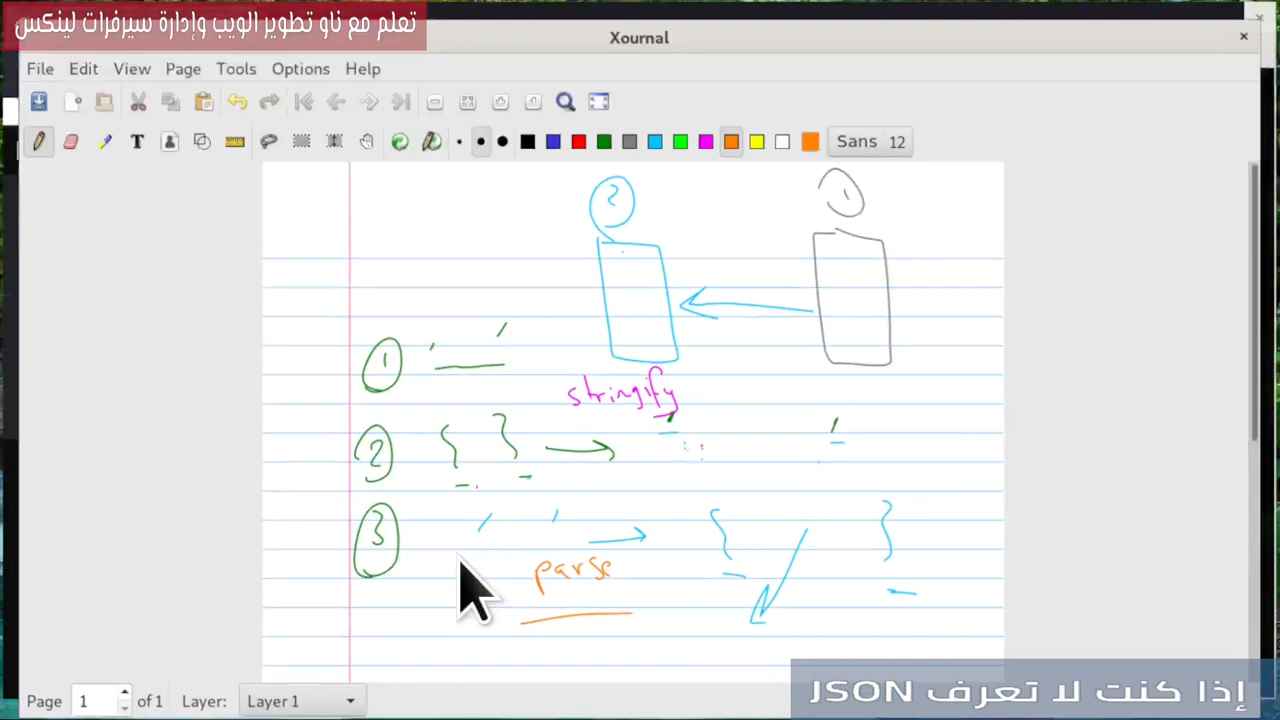 تعلم مع ناو تطوير الويب وإدارة سيرفرات لينكس
Xournal
File Edit View Page Tools Options Help
Sans 12
2 1
1 ' '
stringify
2 { } → ' '
3 ' ' → { }
parse
Page 1 of 1 Layer: Layer 1
إذا كنت لا تعرف JSON